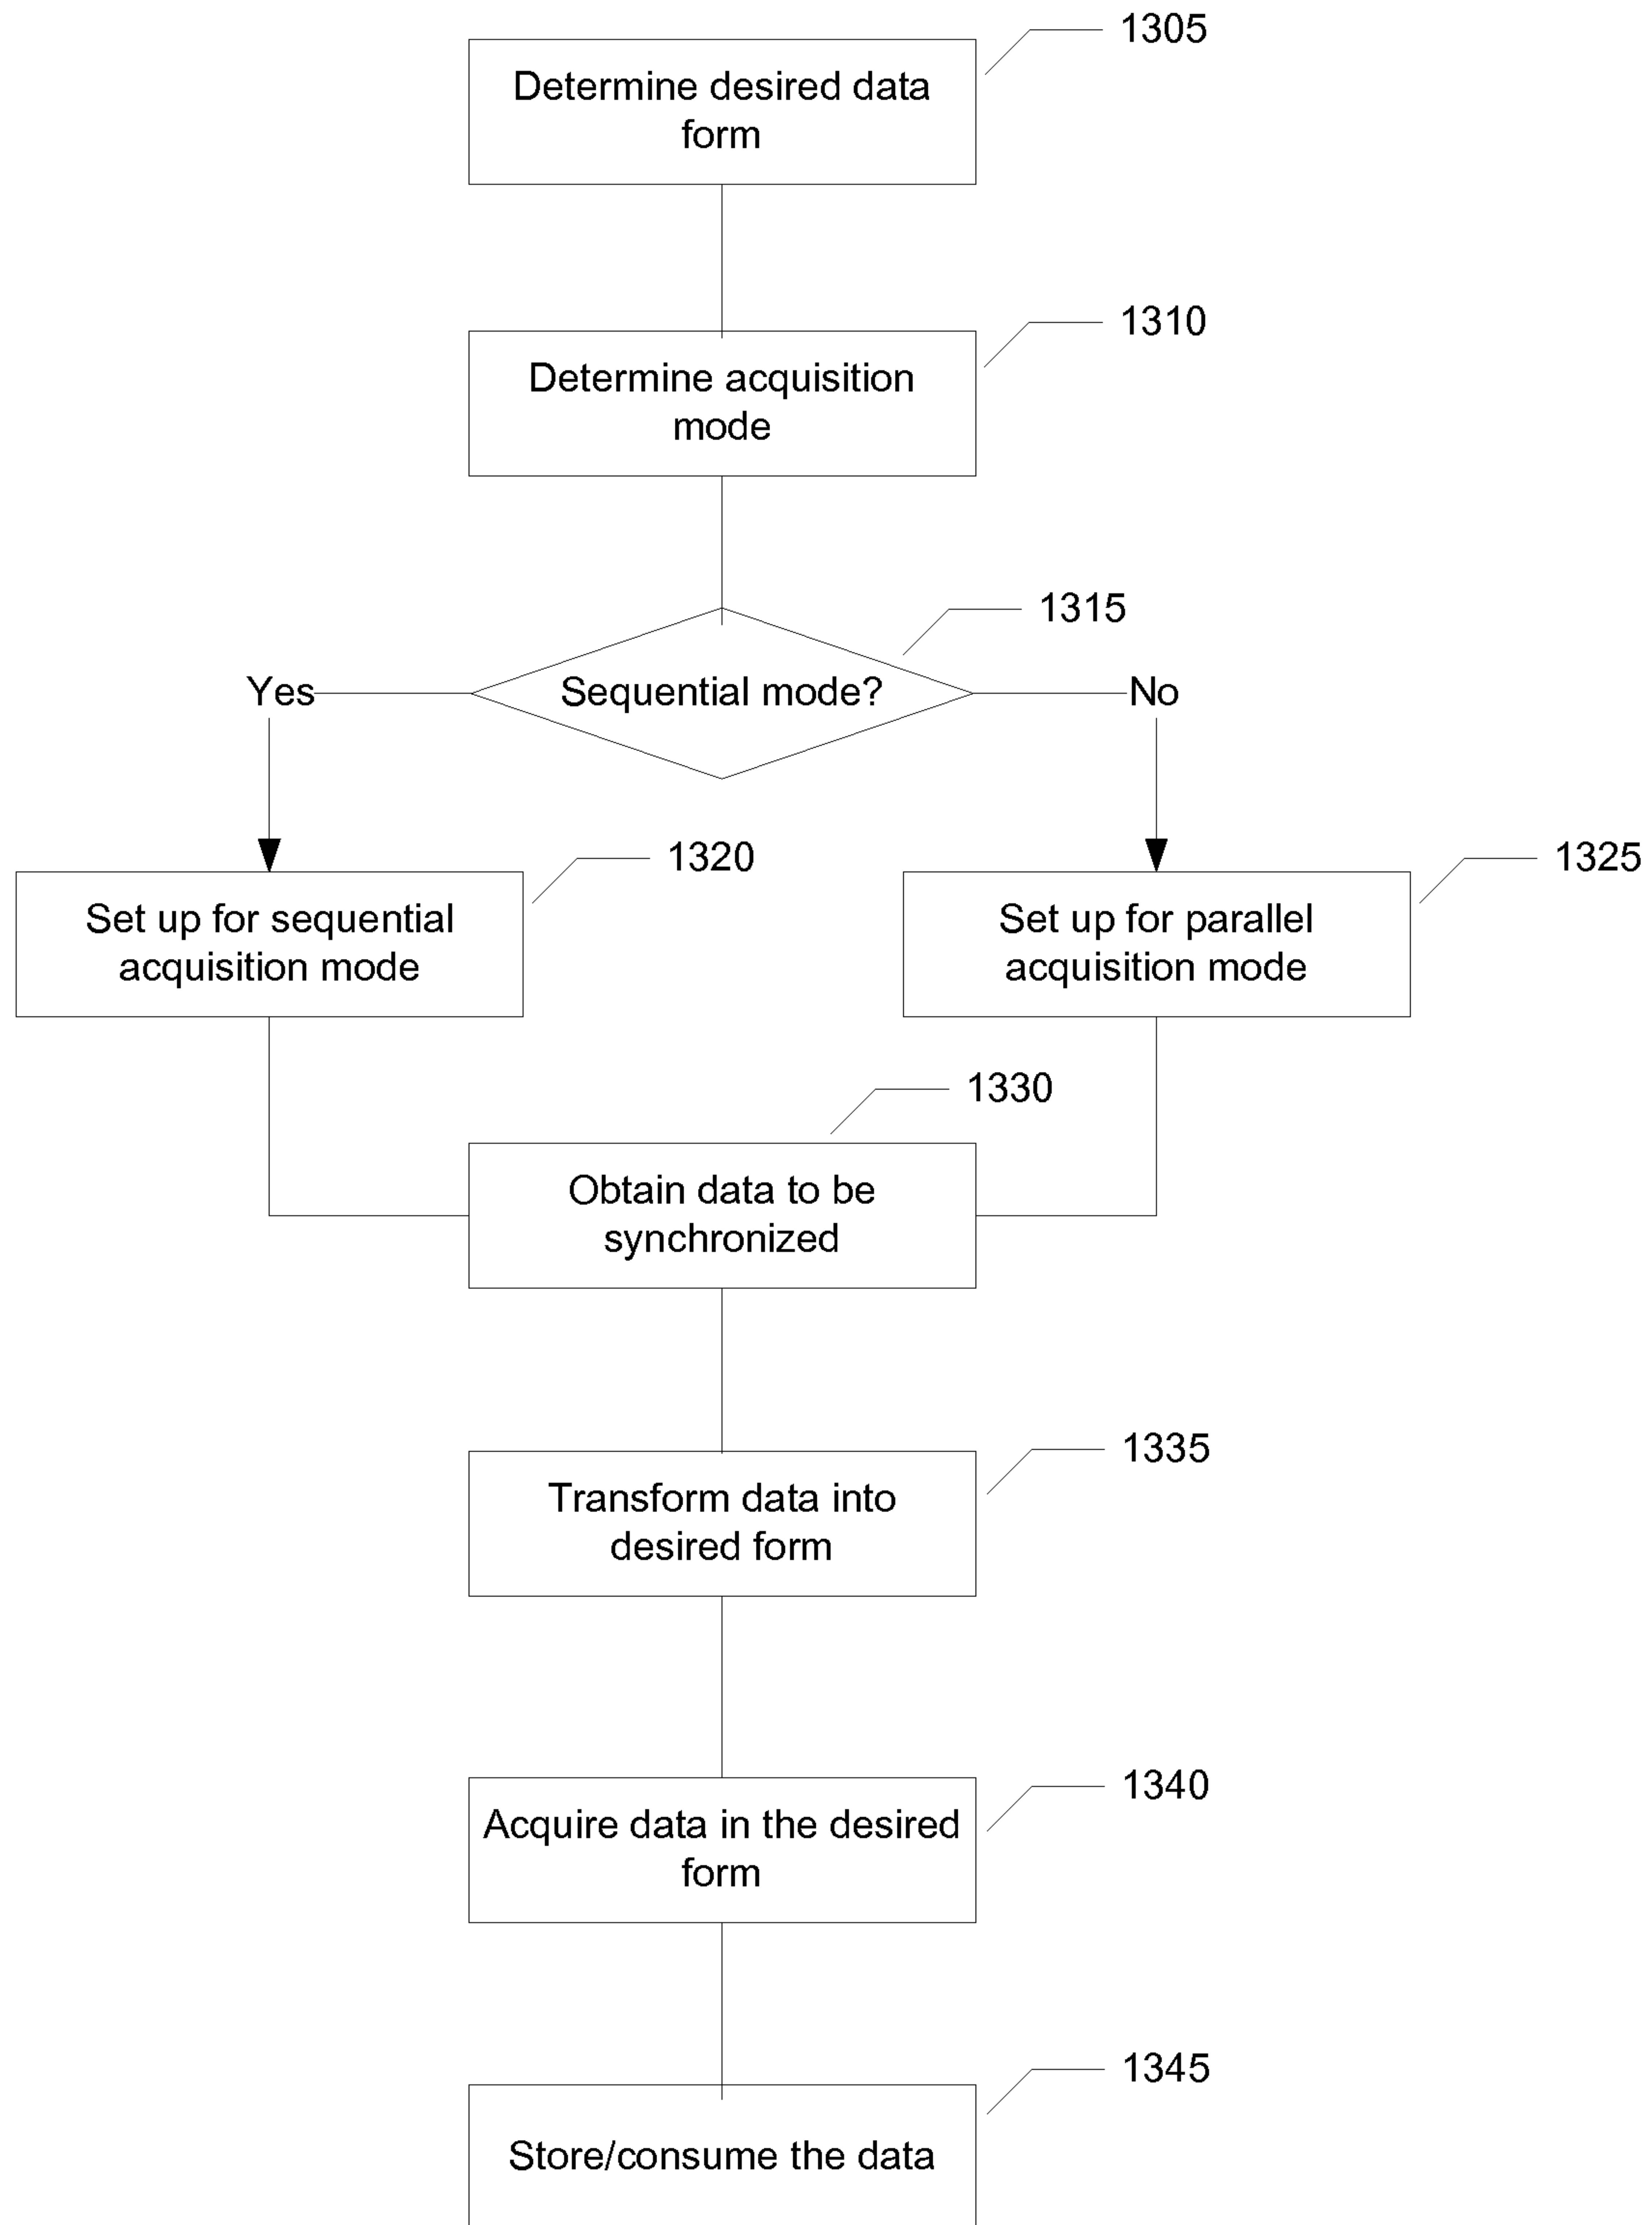 1305
Determine desired data
form
1310
Determine acquisition
mode
1315
Sequential mode?
Yes
No
1320
1325
Set up for sequential
acquisition mode
Set up for parallel
acquisition mode
1330
Obtain data to be
synchronized
1335
Transform data into
desired form
1340
Acquire data in the desired
form
1345
Store/consume the data